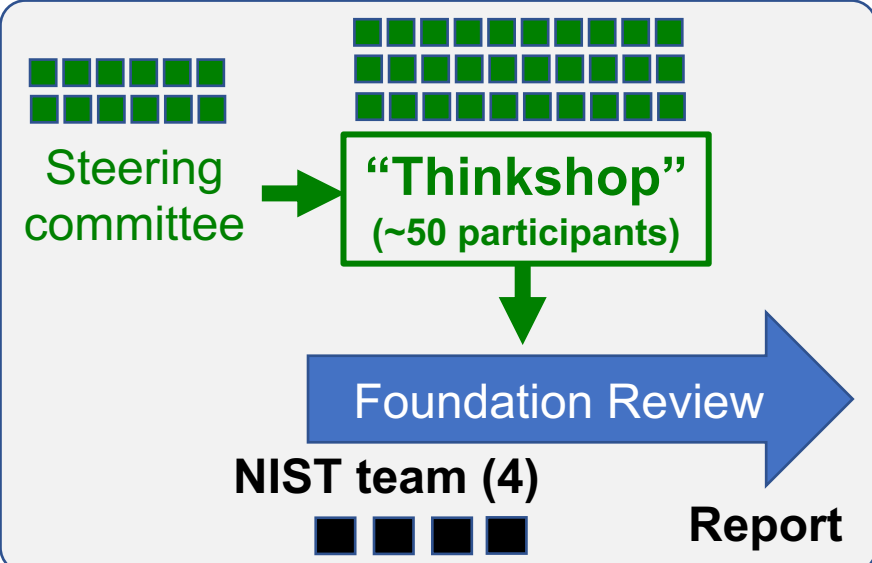 Steering
committee
“Thinkshop”
(~50 participants)
Foundation Review
NIST team (4)
Report